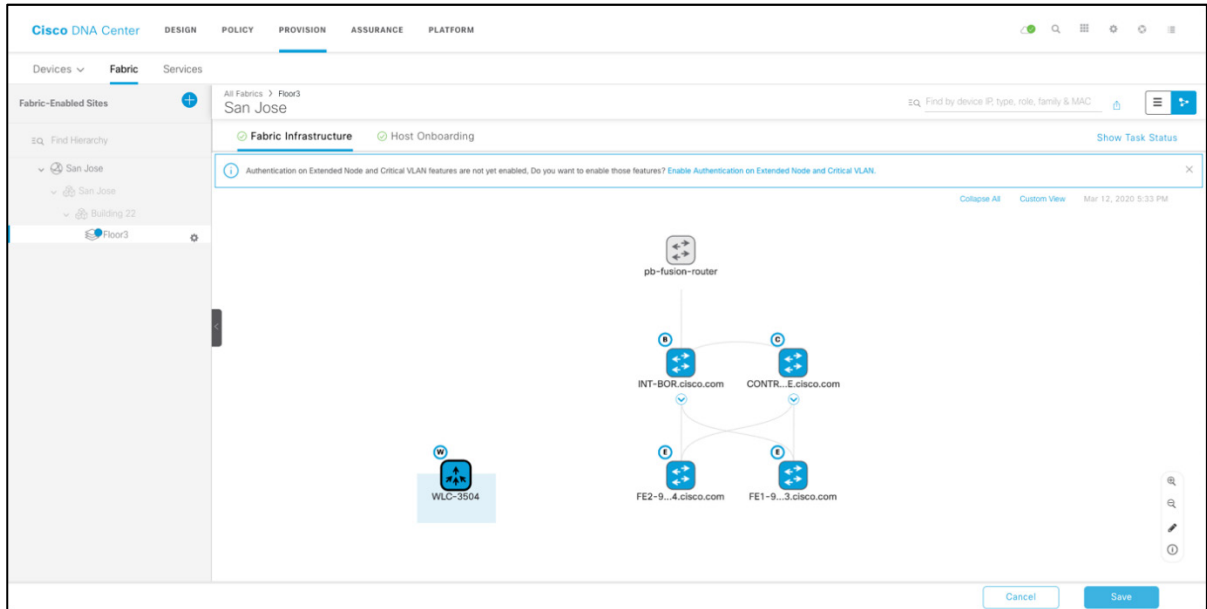 Cisco DNA Center DESIGN POLICY PROVISION ASSURANCE PLATFORM
Devices Fabric Services
Fabric-Enabled Sites
All Fabrics > Floor3
San Jose
EQ Find by device IP, type, role, family & MAC
EQ Find Hierarchy
Fabric Infrastructure Host Onboarding Show Task Status
San Jose
San Jose
Building 22
Floor3
Authentication on Extended Node and Critical VLAN features are not yet enabled, Do you want to enable those features? Enable Authentication on Extended Node and Critical VLAN.
Collapse All Custom View Mar 12, 2020 5:33 PM
pb-fusion-router
B C
INT-BOR.cisco.com CONTR...E.cisco.com
W E E
WLC-3504 FE2-9...4.cisco.com FE1-9...3.cisco.com
Cancel Save